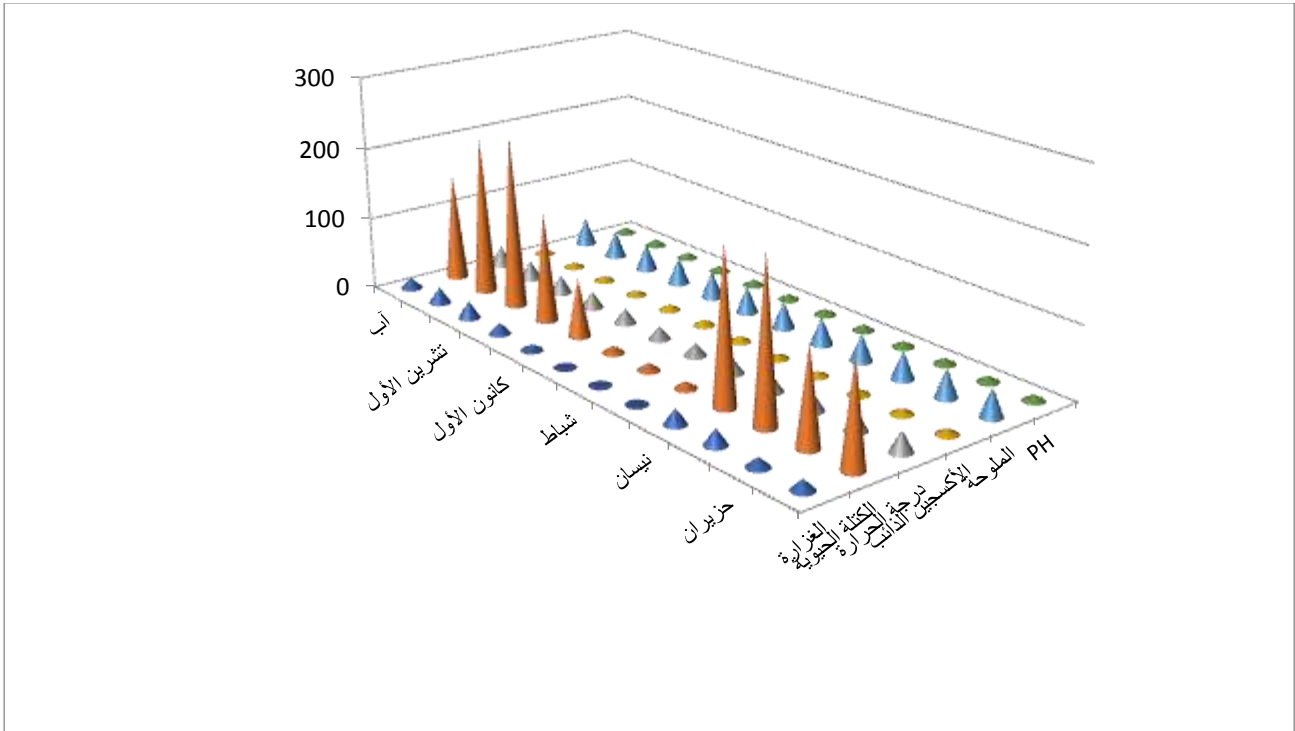 300
200
100
0
آب
تشرين الأول
كانون الأول
شباط
نيسان
حزيران
الغزارة
الكتلة الحيوية
درجة الحرارة
الأكسجين الذائب
الملوحة
PH